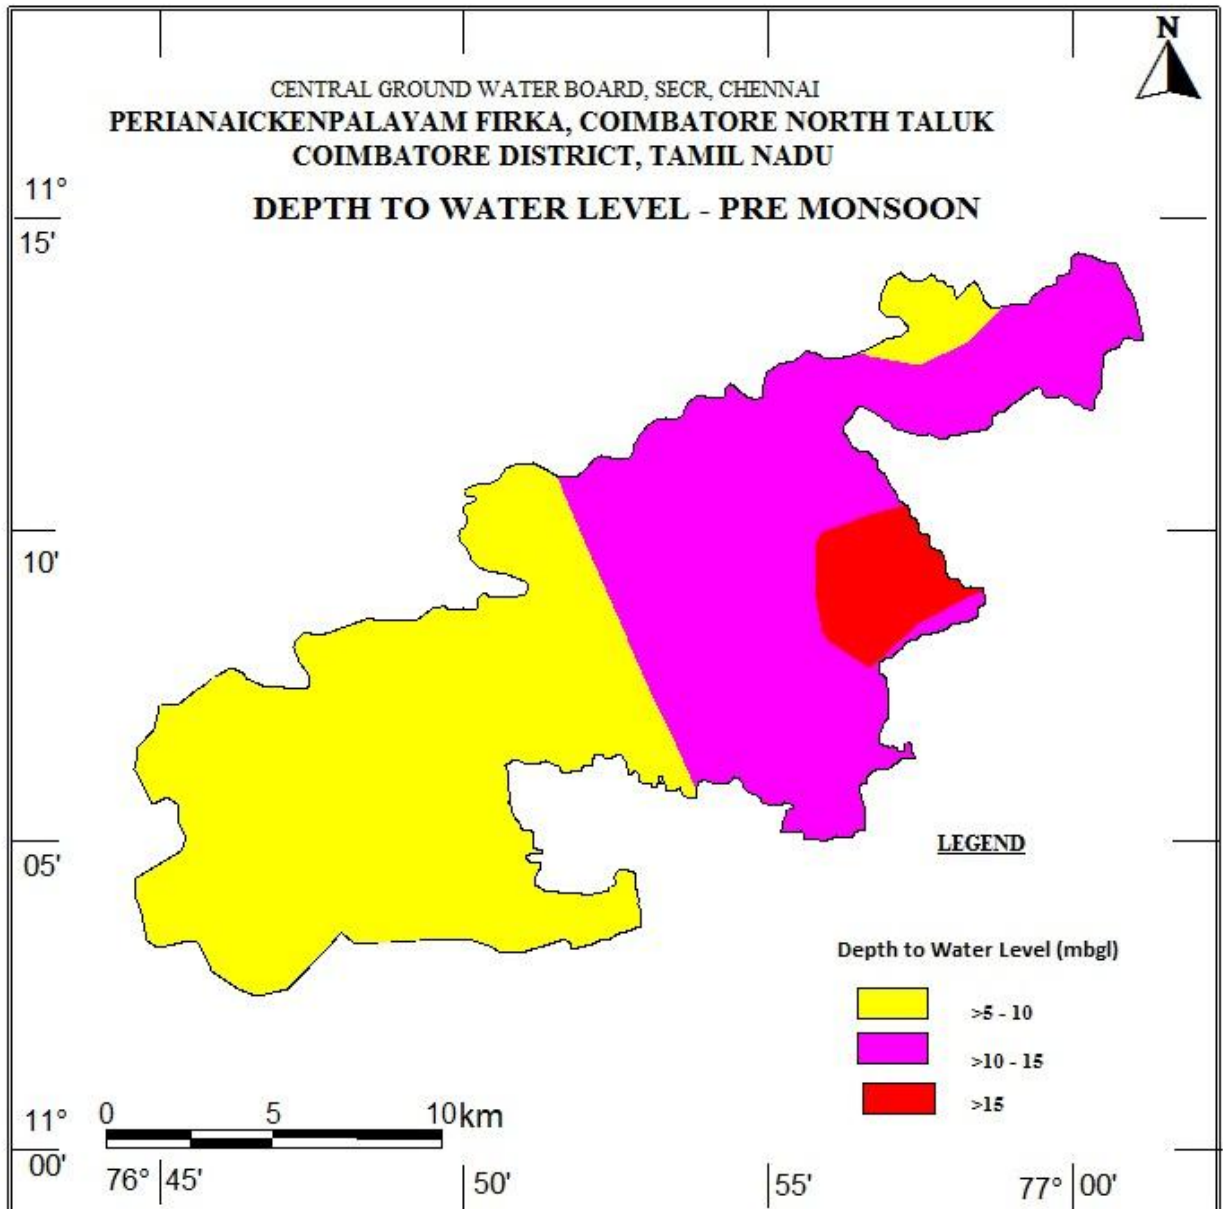 N
CENTRAL GROUND WATER BOARD, SECR, CHENNAI
PERIANAICKENPALAYAM FIRKA, COIMBATORE NORTH TALUK
COIMBATORE DISTRICT, TAMIL NADU
DEPTH TO WATER LEVEL - PRE MONSOON
11°
15'
10'
05'
LEGEND
Depth to Water Level (mbgl)
>5 - 10
>10 - 15
>15
0 5 10km
11°
00'
76° 45' 50' 55' 77° 00'